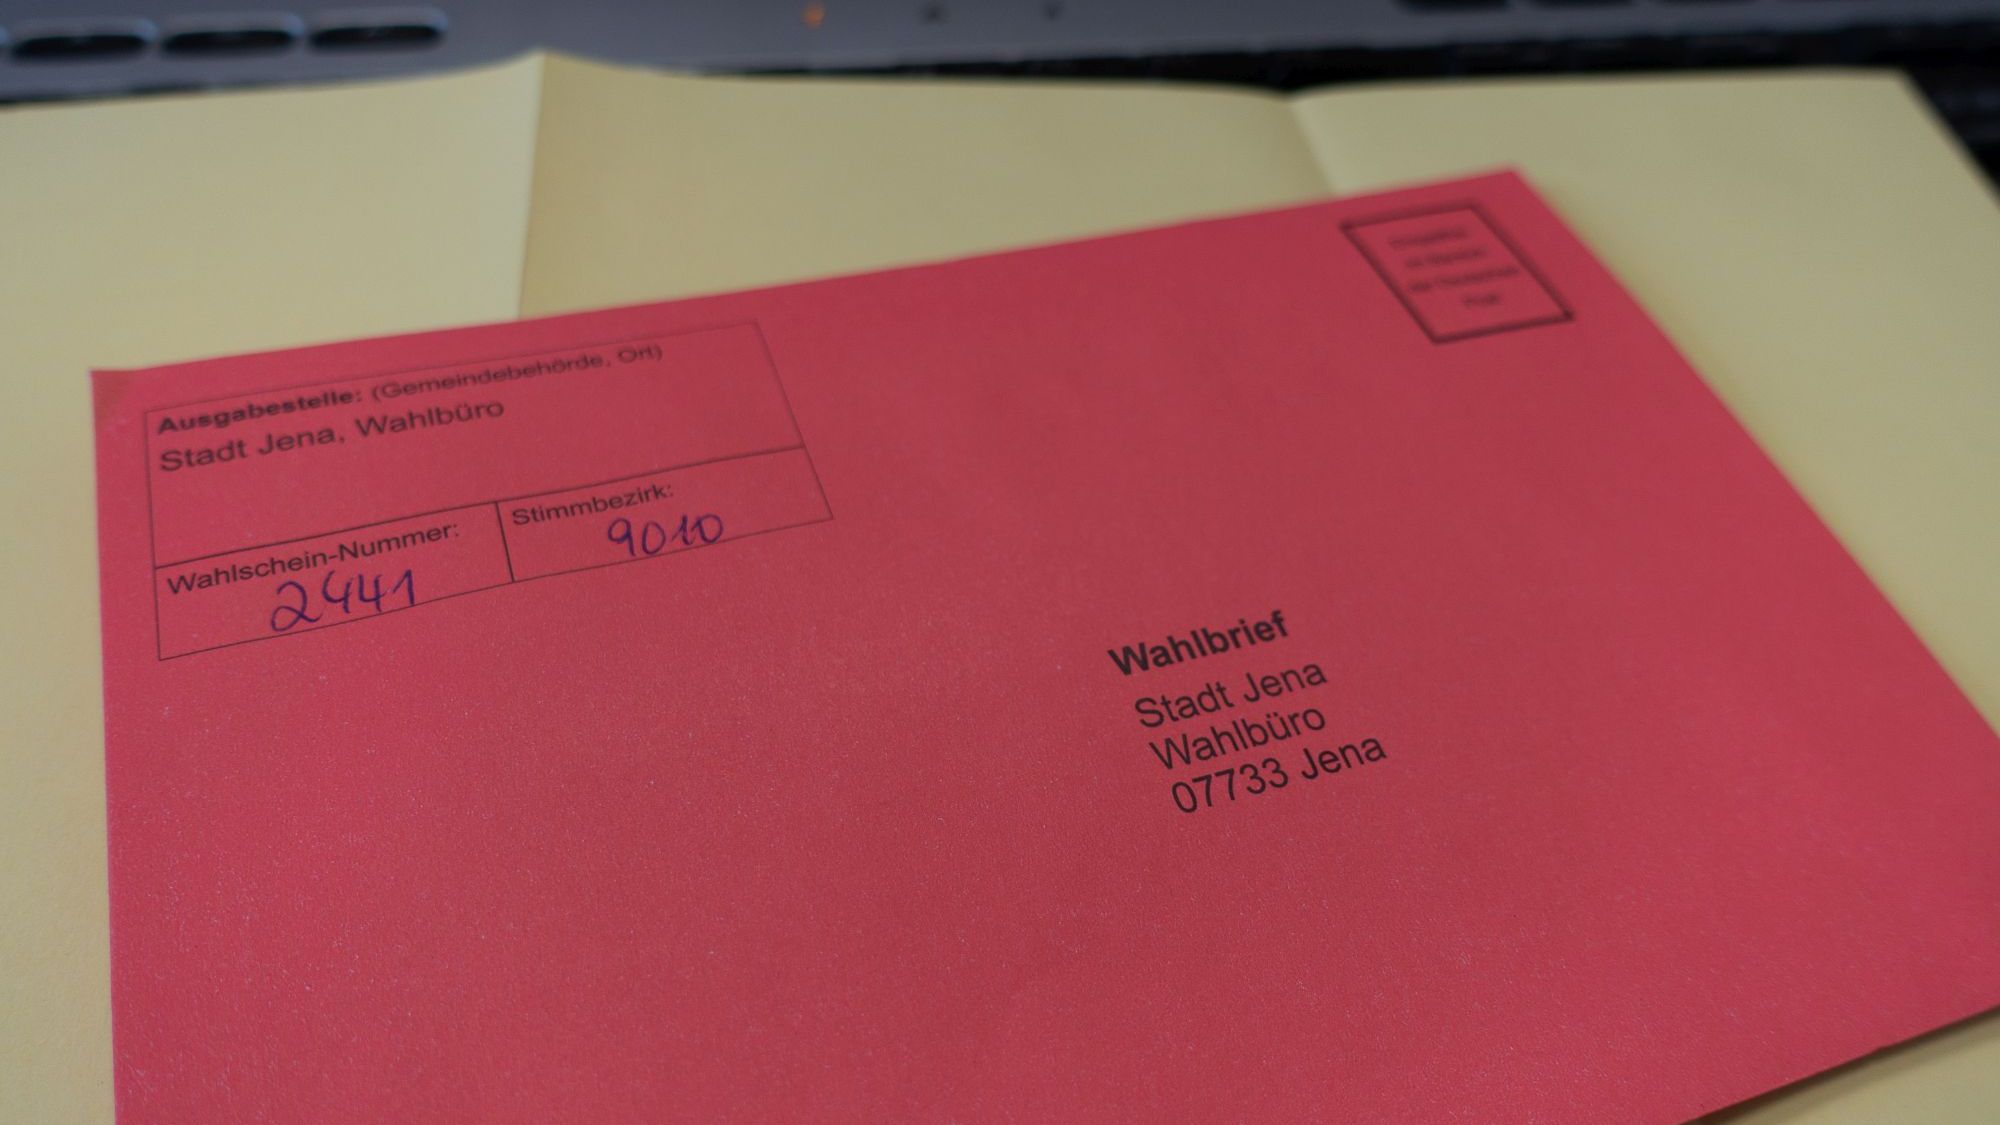 Ausgabestelle: (Gemeindebehörde, Ort)
Stadt Jena, Wahlbüro
Wahlschein-Nummer:
2441
Stimmbezirk:
9010
Wahlbrief
Stadt Jena
Wahlbüro
07733 Jena